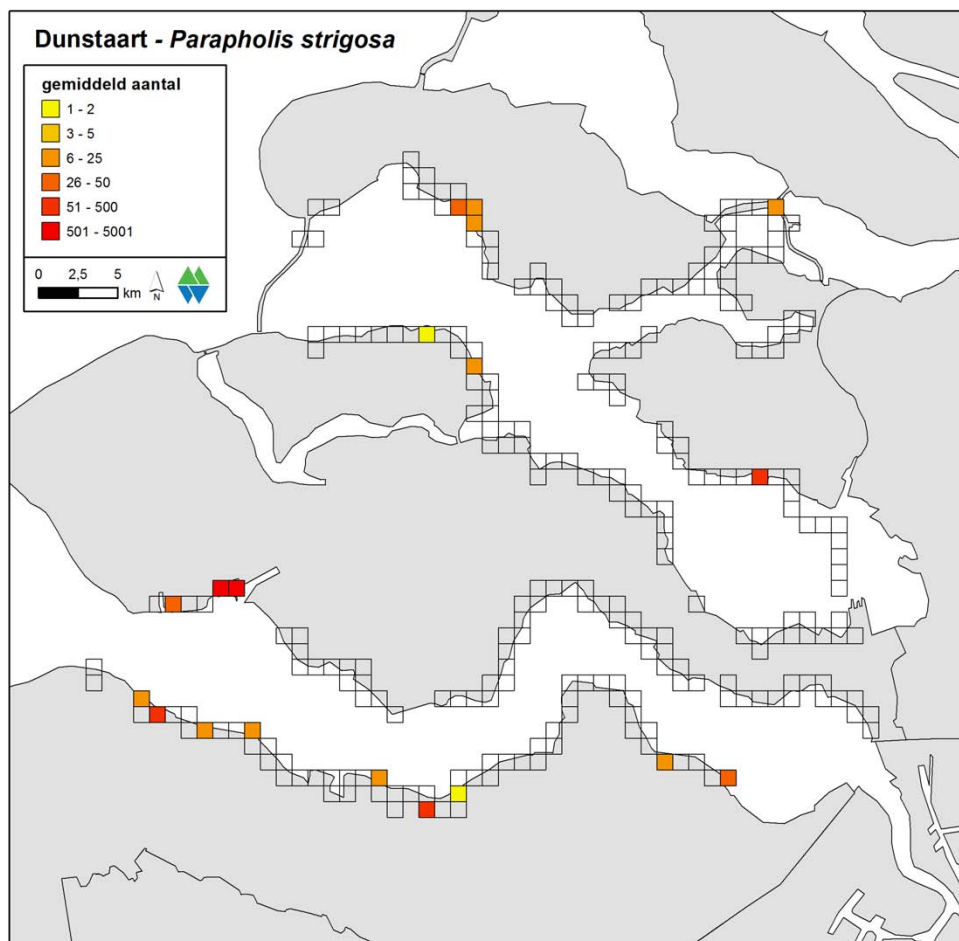 Dunstaart - Parapholis strigosa
gemiddeld aantal
1 - 2
3 - 5
6 - 25
26 - 50
51 - 500
501 - 5001
0 2,5 5
km
N